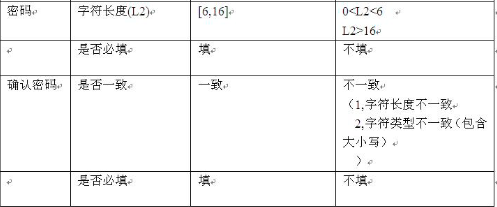 密码 字符长度(L2) [6,16] 0<L2<6
L2>16
是否必填 填 不填
确认密码 是否一致 一致 不一致
（1,字符长度不一致
2,字符类型不一致（包含
大小写）
）
是否必填 填 不填